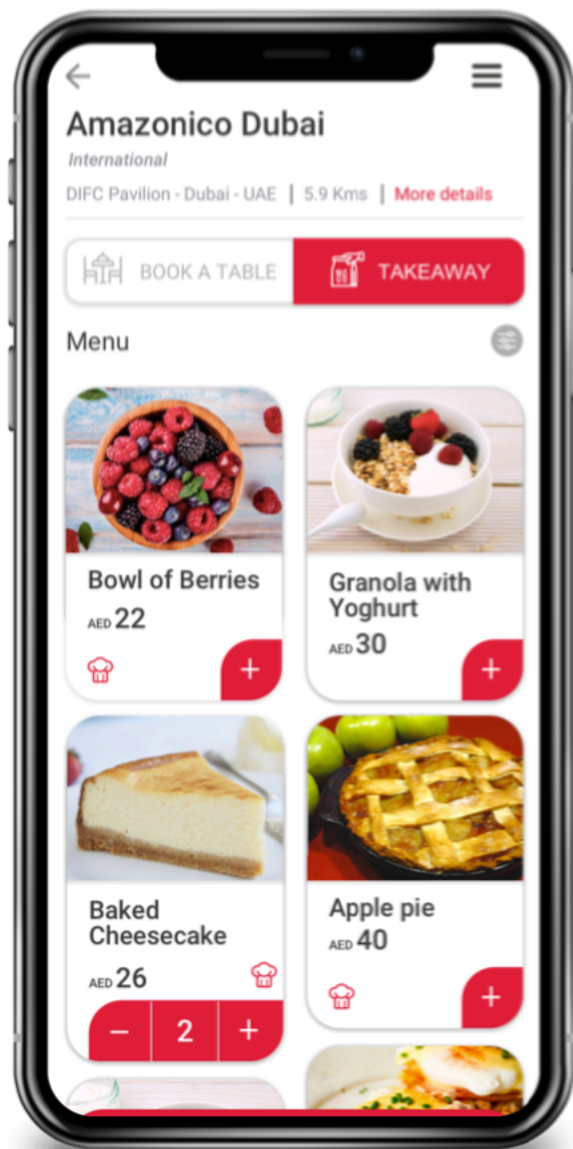 Amazonico Dubai
International
DIFC Pavilion - Dubai - UAE | 5.9 Kms | More details
BOOK A TABLE
TAKEAWAY
Menu
Bowl of Berries
AED 22
+
Granola with
Yoghurt
AED 30
+
Baked
Cheesecake
AED 26
− 2 +
Apple pie
AED 40
+